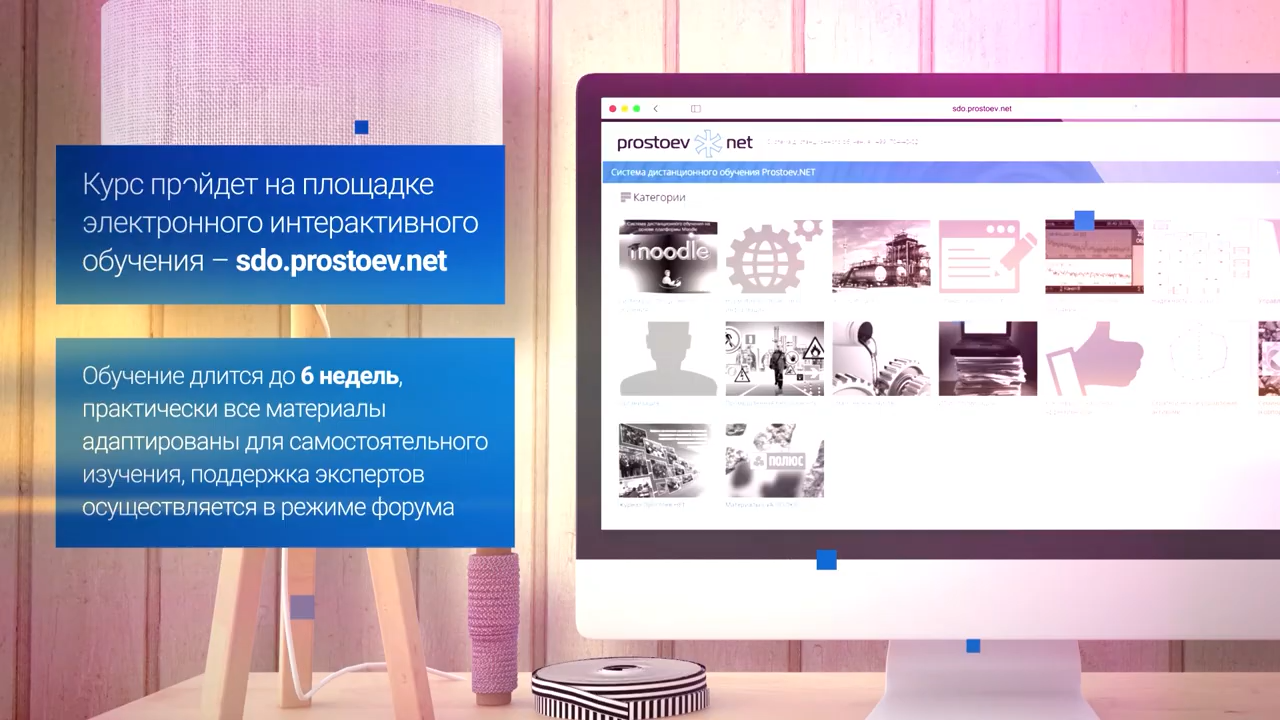 Курс пройдет на площадке
электронного интерактивного
обучения – sdo.prostoev.net
Обучение длится до 6 недель,
практически все материалы
адаптированы для самостоятельного
изучения, поддержка экспертов
осуществляется в режиме форума
sdo.prostoev.net
prostoev net
Система дистанционного обучения Prostoev.NET
Категории
moodle
ПОЛЮС